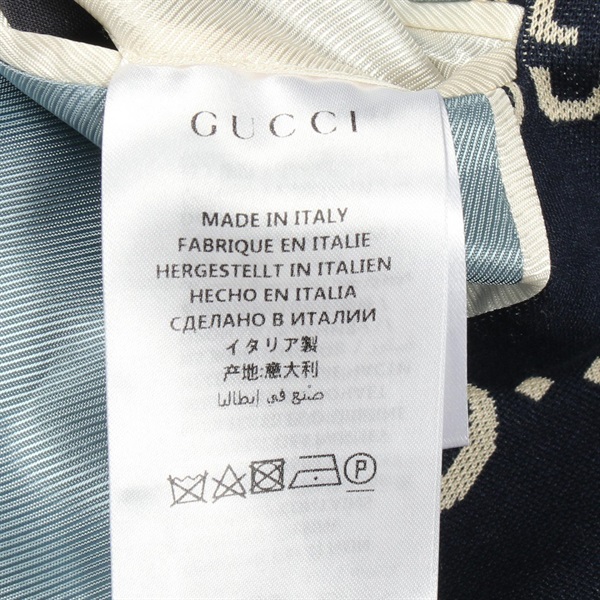 GUCCI
MADE IN ITALY
FABRIQUE EN ITALIE
HERGESTELLT IN ITALIEN
HECHO EN ITALIA
СДЕЛАНО В ИТАЛИИ
イタリア製
产地:意大利
صنع في إيطاليا
P